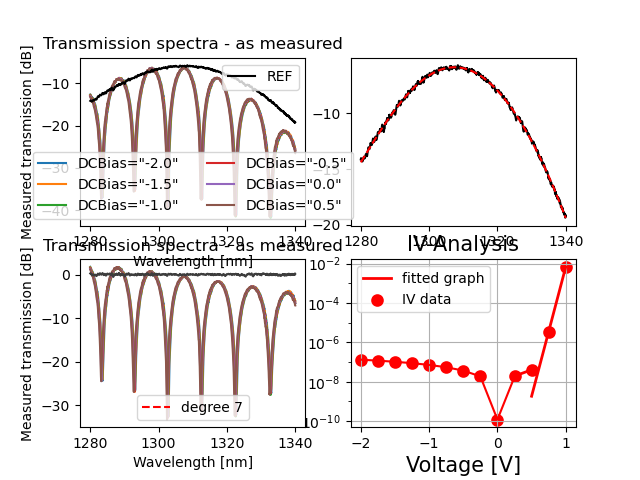 Transmission spectra - as measured
Measured transmission [dB]
−10
−20
−30
−40
REF
DCBias="-2.0"
DCBias="-1.5"
DCBias="-1.0"
DCBias="-0.5"
DCBias="0.0"
DCBias="0.5"
1280
1300
1320
1340
Wavelength [nm]
−10
−15
−20
1280
1300
1320
1340
Transmission spectra - as measured
Measured transmission [dB]
0
−10
−20
−30
degree 7
1280
1300
1320
1340
Wavelength [nm]
IV Analysis
10⁻²
10⁻⁴
10⁻⁶
10⁻⁸
10⁻¹⁰
fitted graph
IV data
−2
−1
0
1
Voltage [V]